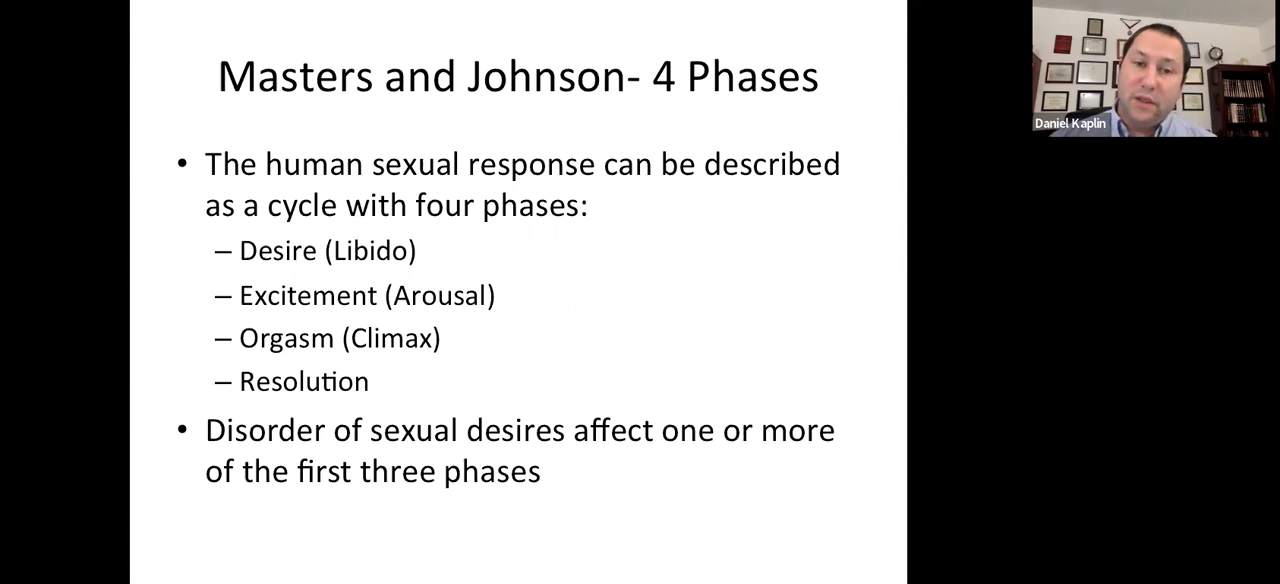 Masters and Johnson- 4 Phases
• The human sexual response can be described
as a cycle with four phases:
– Desire (Libido)
– Excitement (Arousal)
– Orgasm (Climax)
– Resolution
• Disorder of sexual desires affect one or more
of the first three phases
Daniel Kaplin